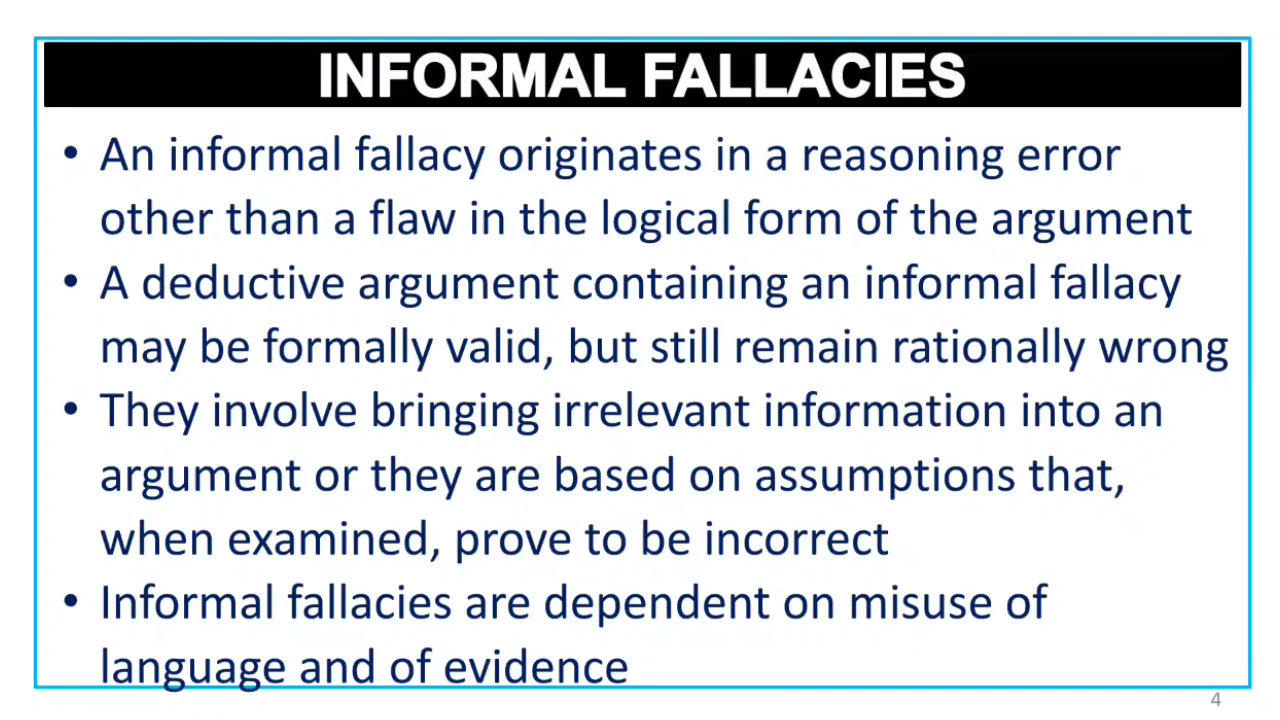 INFORMAL FALLACIES
• An informal fallacy originates in a reasoning error
other than a flaw in the logical form of the argument
• A deductive argument containing an informal fallacy
may be formally valid, but still remain rationally wrong
• They involve bringing irrelevant information into an
argument or they are based on assumptions that,
when examined, prove to be incorrect
• Informal fallacies are dependent on misuse of
language and of evidence
4